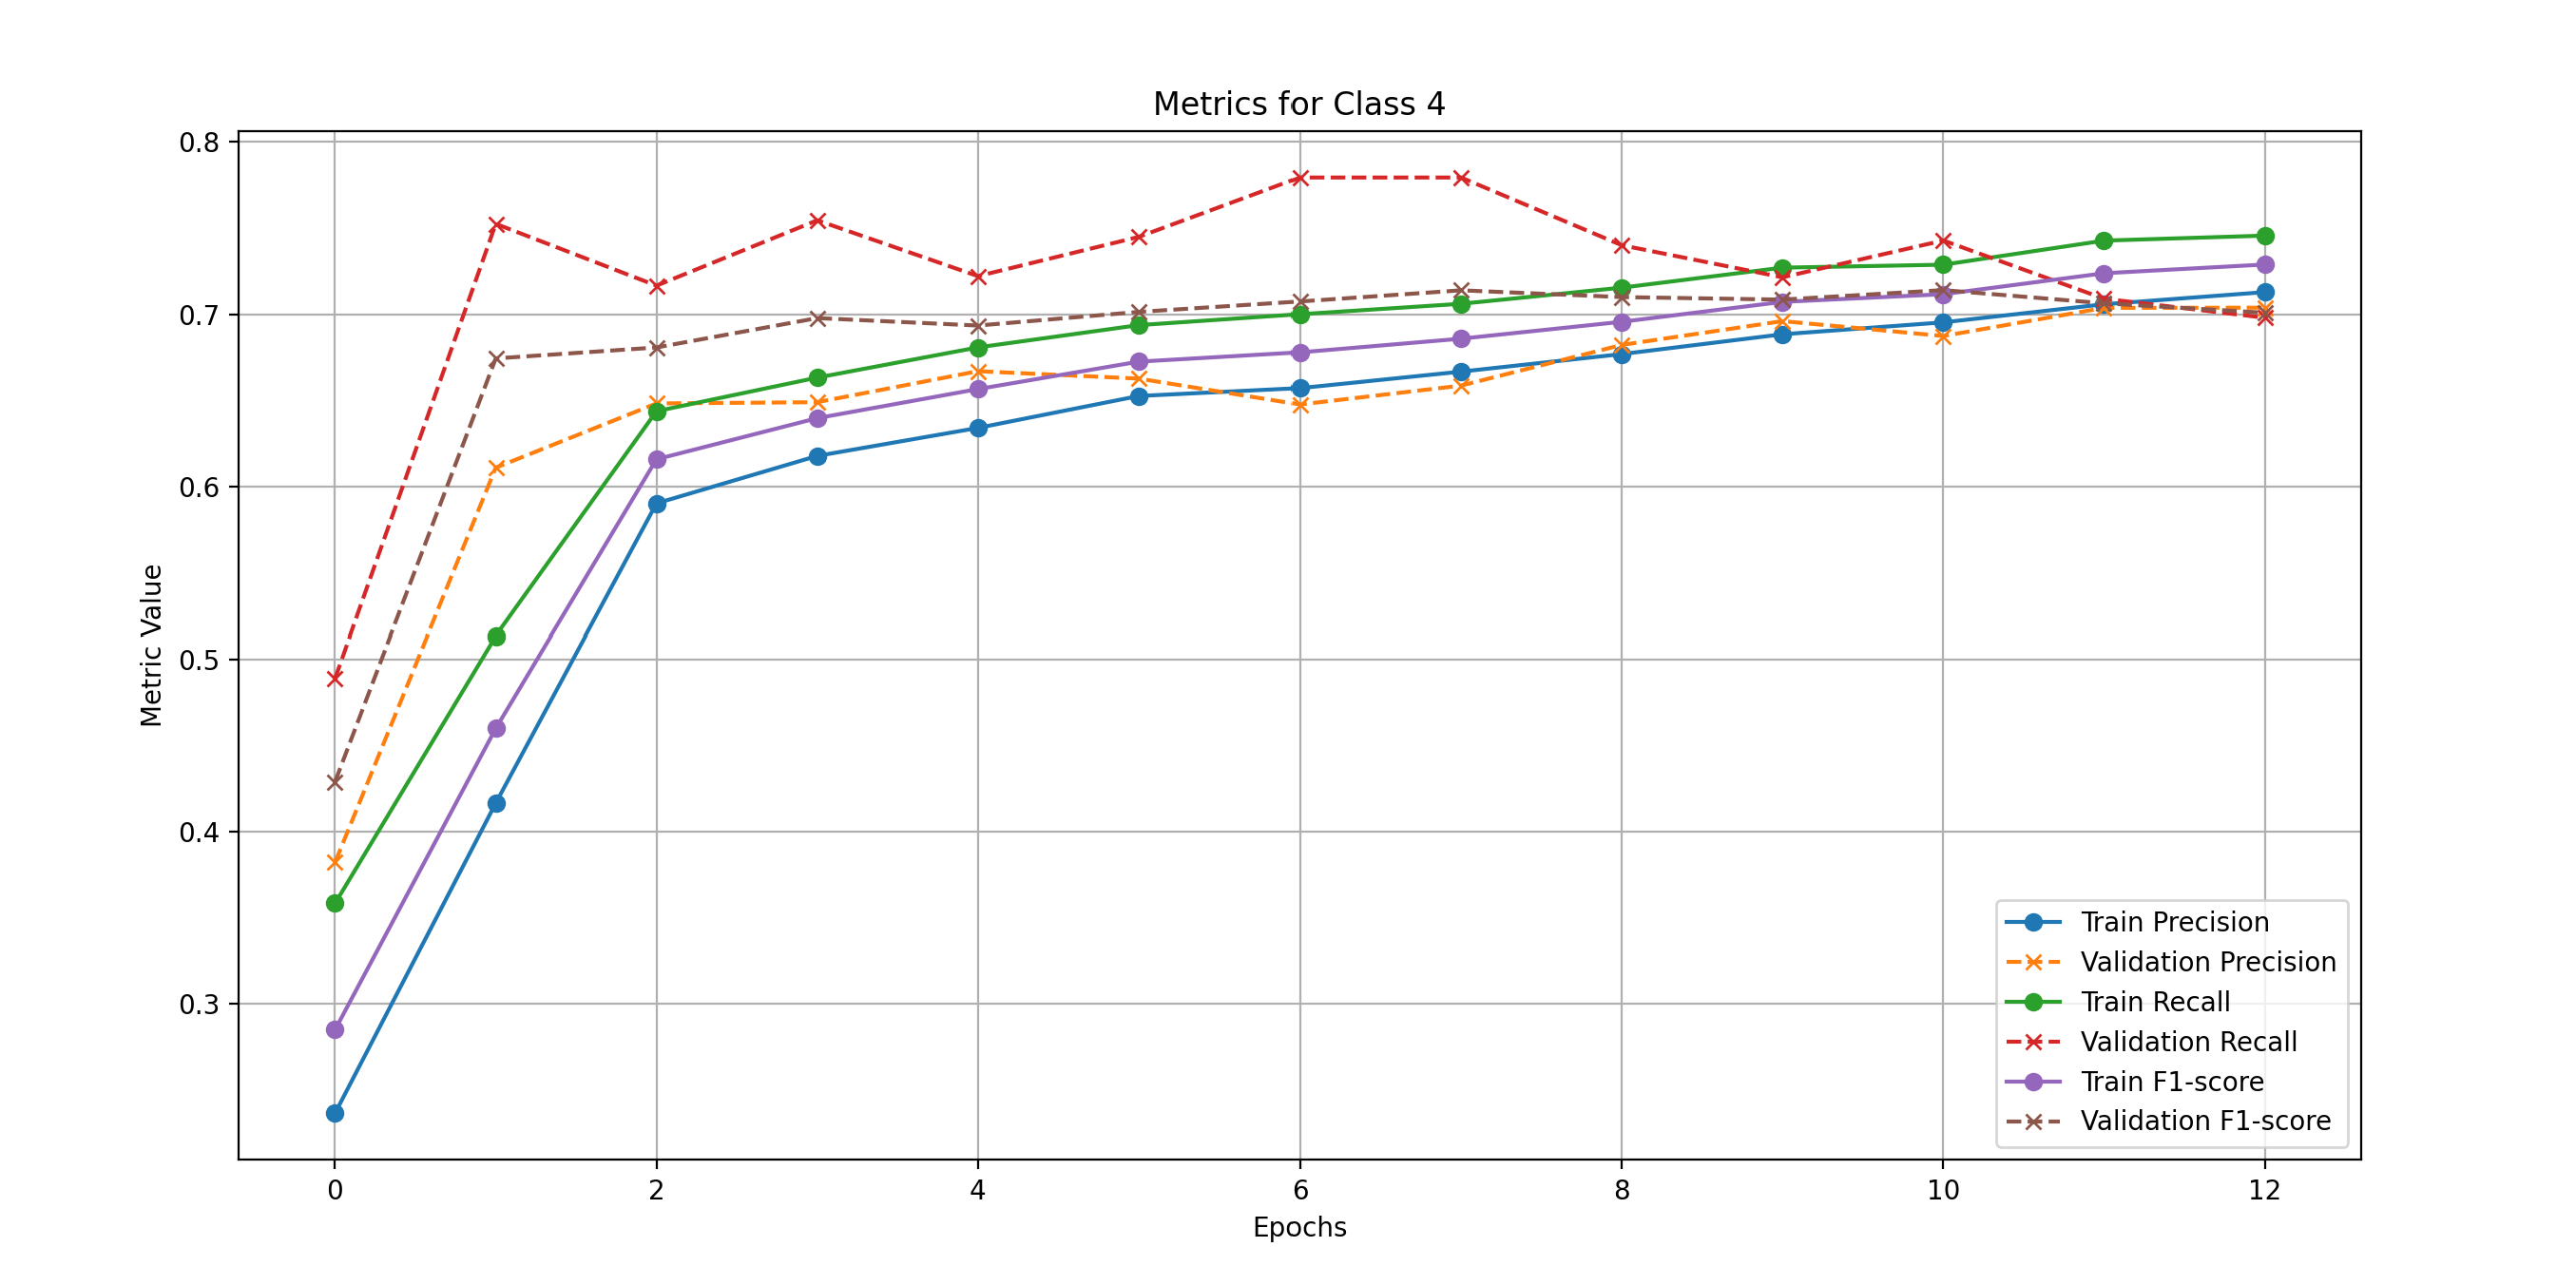 Metrics for Class 4
0.8
0.7
0.6
0.5
0.4
0.3
Metric Value
0 2 4 6 8 10 12
Epochs
Train Precision
Validation Precision
Train Recall
Validation Recall
Train F1-score
Validation F1-score